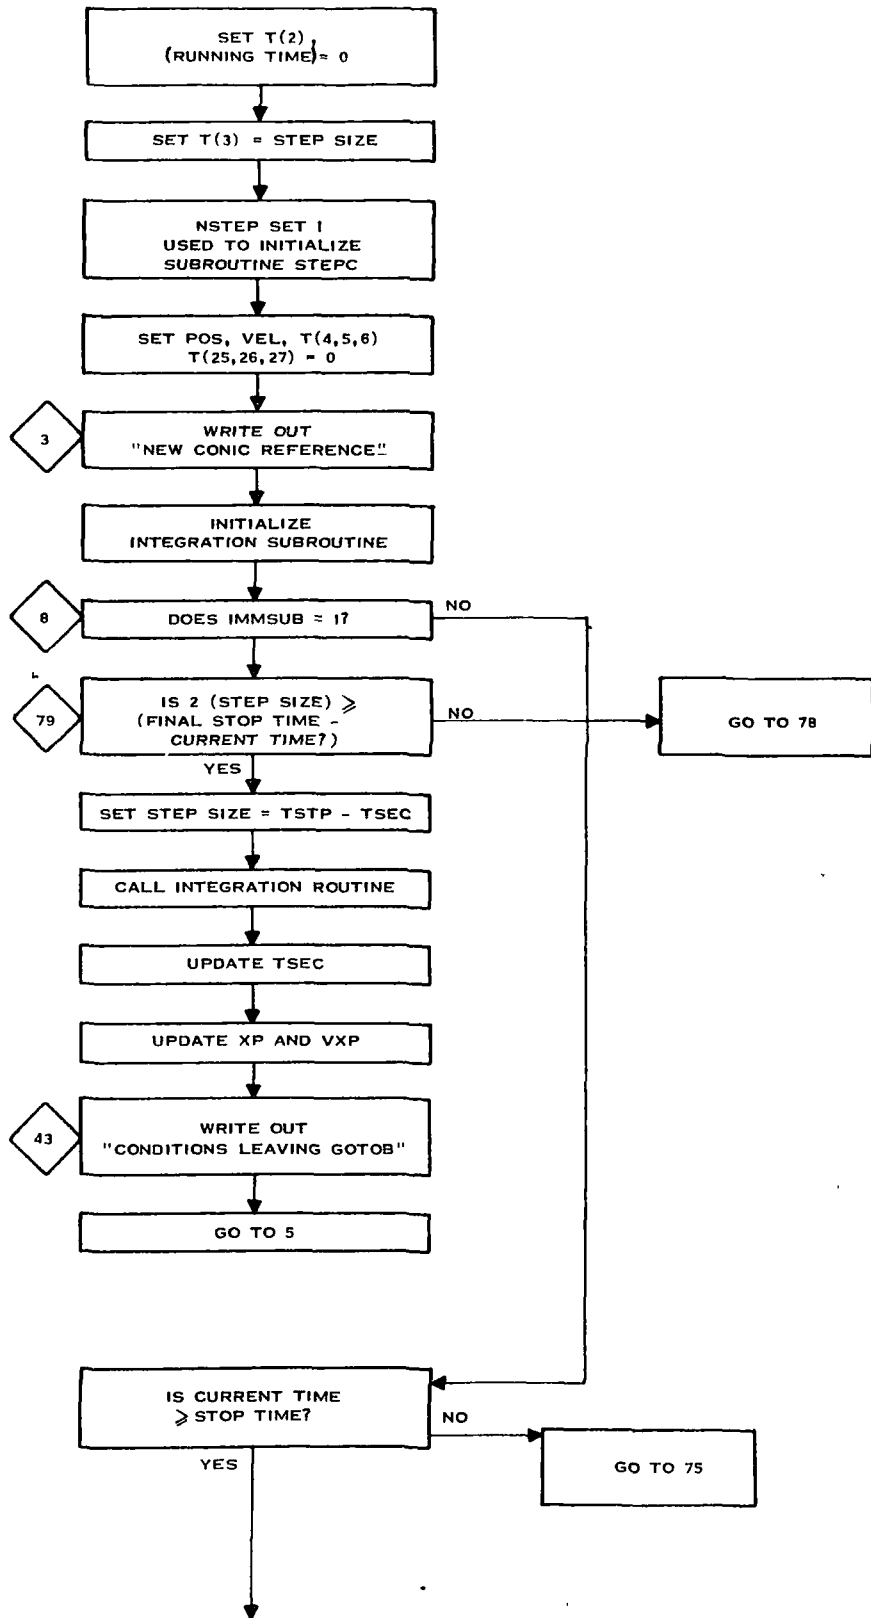 SET T(2),
(RUNNING TIME) = 0
SET T(3) = STEP SIZE
NSTEP SET 1
USED TO INITIALIZE
SUBROUTINE STEPC
SET POS, VEL, T(4,5,6)
T(25,26,27) = 0
3
WRITE OUT
"NEW CONIC REFERENCE"
INITIALIZE
INTEGRATION SUBROUTINE
8
DOES IMMSUB = 1?
NO
79
IS 2 (STEP SIZE) ⩾
(FINAL STOP TIME -
CURRENT TIME?)
NO
GO TO 78
YES
SET STEP SIZE = TSTP - TSEC
CALL INTEGRATION ROUTINE
UPDATE TSEC
UPDATE XP AND VXP
43
WRITE OUT
"CONDITIONS LEAVING GOTOB"
GO TO 5
IS CURRENT TIME
⩾ STOP TIME?
NO
GO TO 75
YES